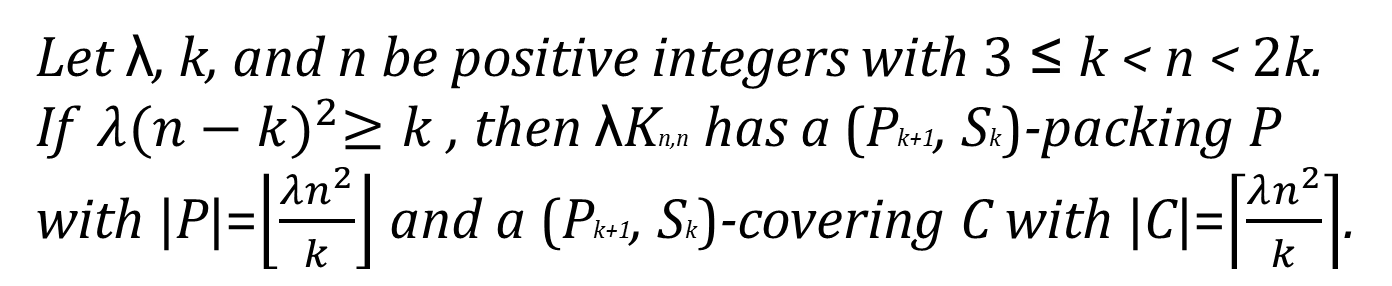 Let λ, k, and n be positive integers with 3 ≤ k < n < 2k.
If λ(n − k)²≥ k , then λKₙ,ₙ has a (Pₖ₊₁, Sₖ)-packing P
with |P|=⌊λn²/k⌋ and a (Pₖ₊₁, Sₖ)-covering C with |C|=⌈λn²/k⌉.